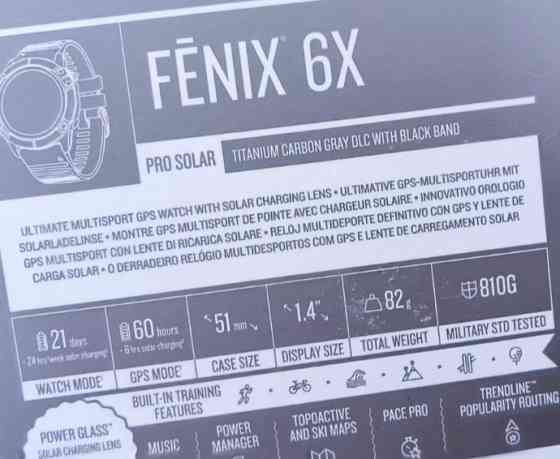 FĒNIX® 6X
PRO SOLAR
TITANIUM CARBON GRAY DLC WITH BLACK BAND
ULTIMATE MULTISPORT GPS WATCH WITH SOLAR CHARGING LENS • ULTIMATIVE GPS-MULTISPORTUHR MIT
SOLARLADELINSE • MONTRE GPS MULTISPORT DE POINTE AVEC CHARGEUR SOLAIRE • INNOVATIVO OROLOGIO
GPS MULTISPORT CON LENTE DI RICARICA SOLARE • RELOJ MULTIDEPORTE DEFINITIVO CON GPS Y LENTE DE
CARGA SOLAR • O DERRADEIRO RELÓGIO MULTIDESPORTOS COM GPS E LENTE DE CARREGAMENTO SOLAR
21 days
WATCH MODE
60 hours
GPS MODE
51 mm
CASE SIZE
1.4"
DISPLAY SIZE
82 g
TOTAL WEIGHT
810G
MILITARY STD TESTED
BUILT-IN TRAINING
FEATURES
POWER GLASS™
SOLAR CHARGING LENS
MUSIC
POWER
MANAGER
TOPOACTIVE
AND SKI MAPS
PACE PRO
TRENDLINE™
POPULARITY ROUTING